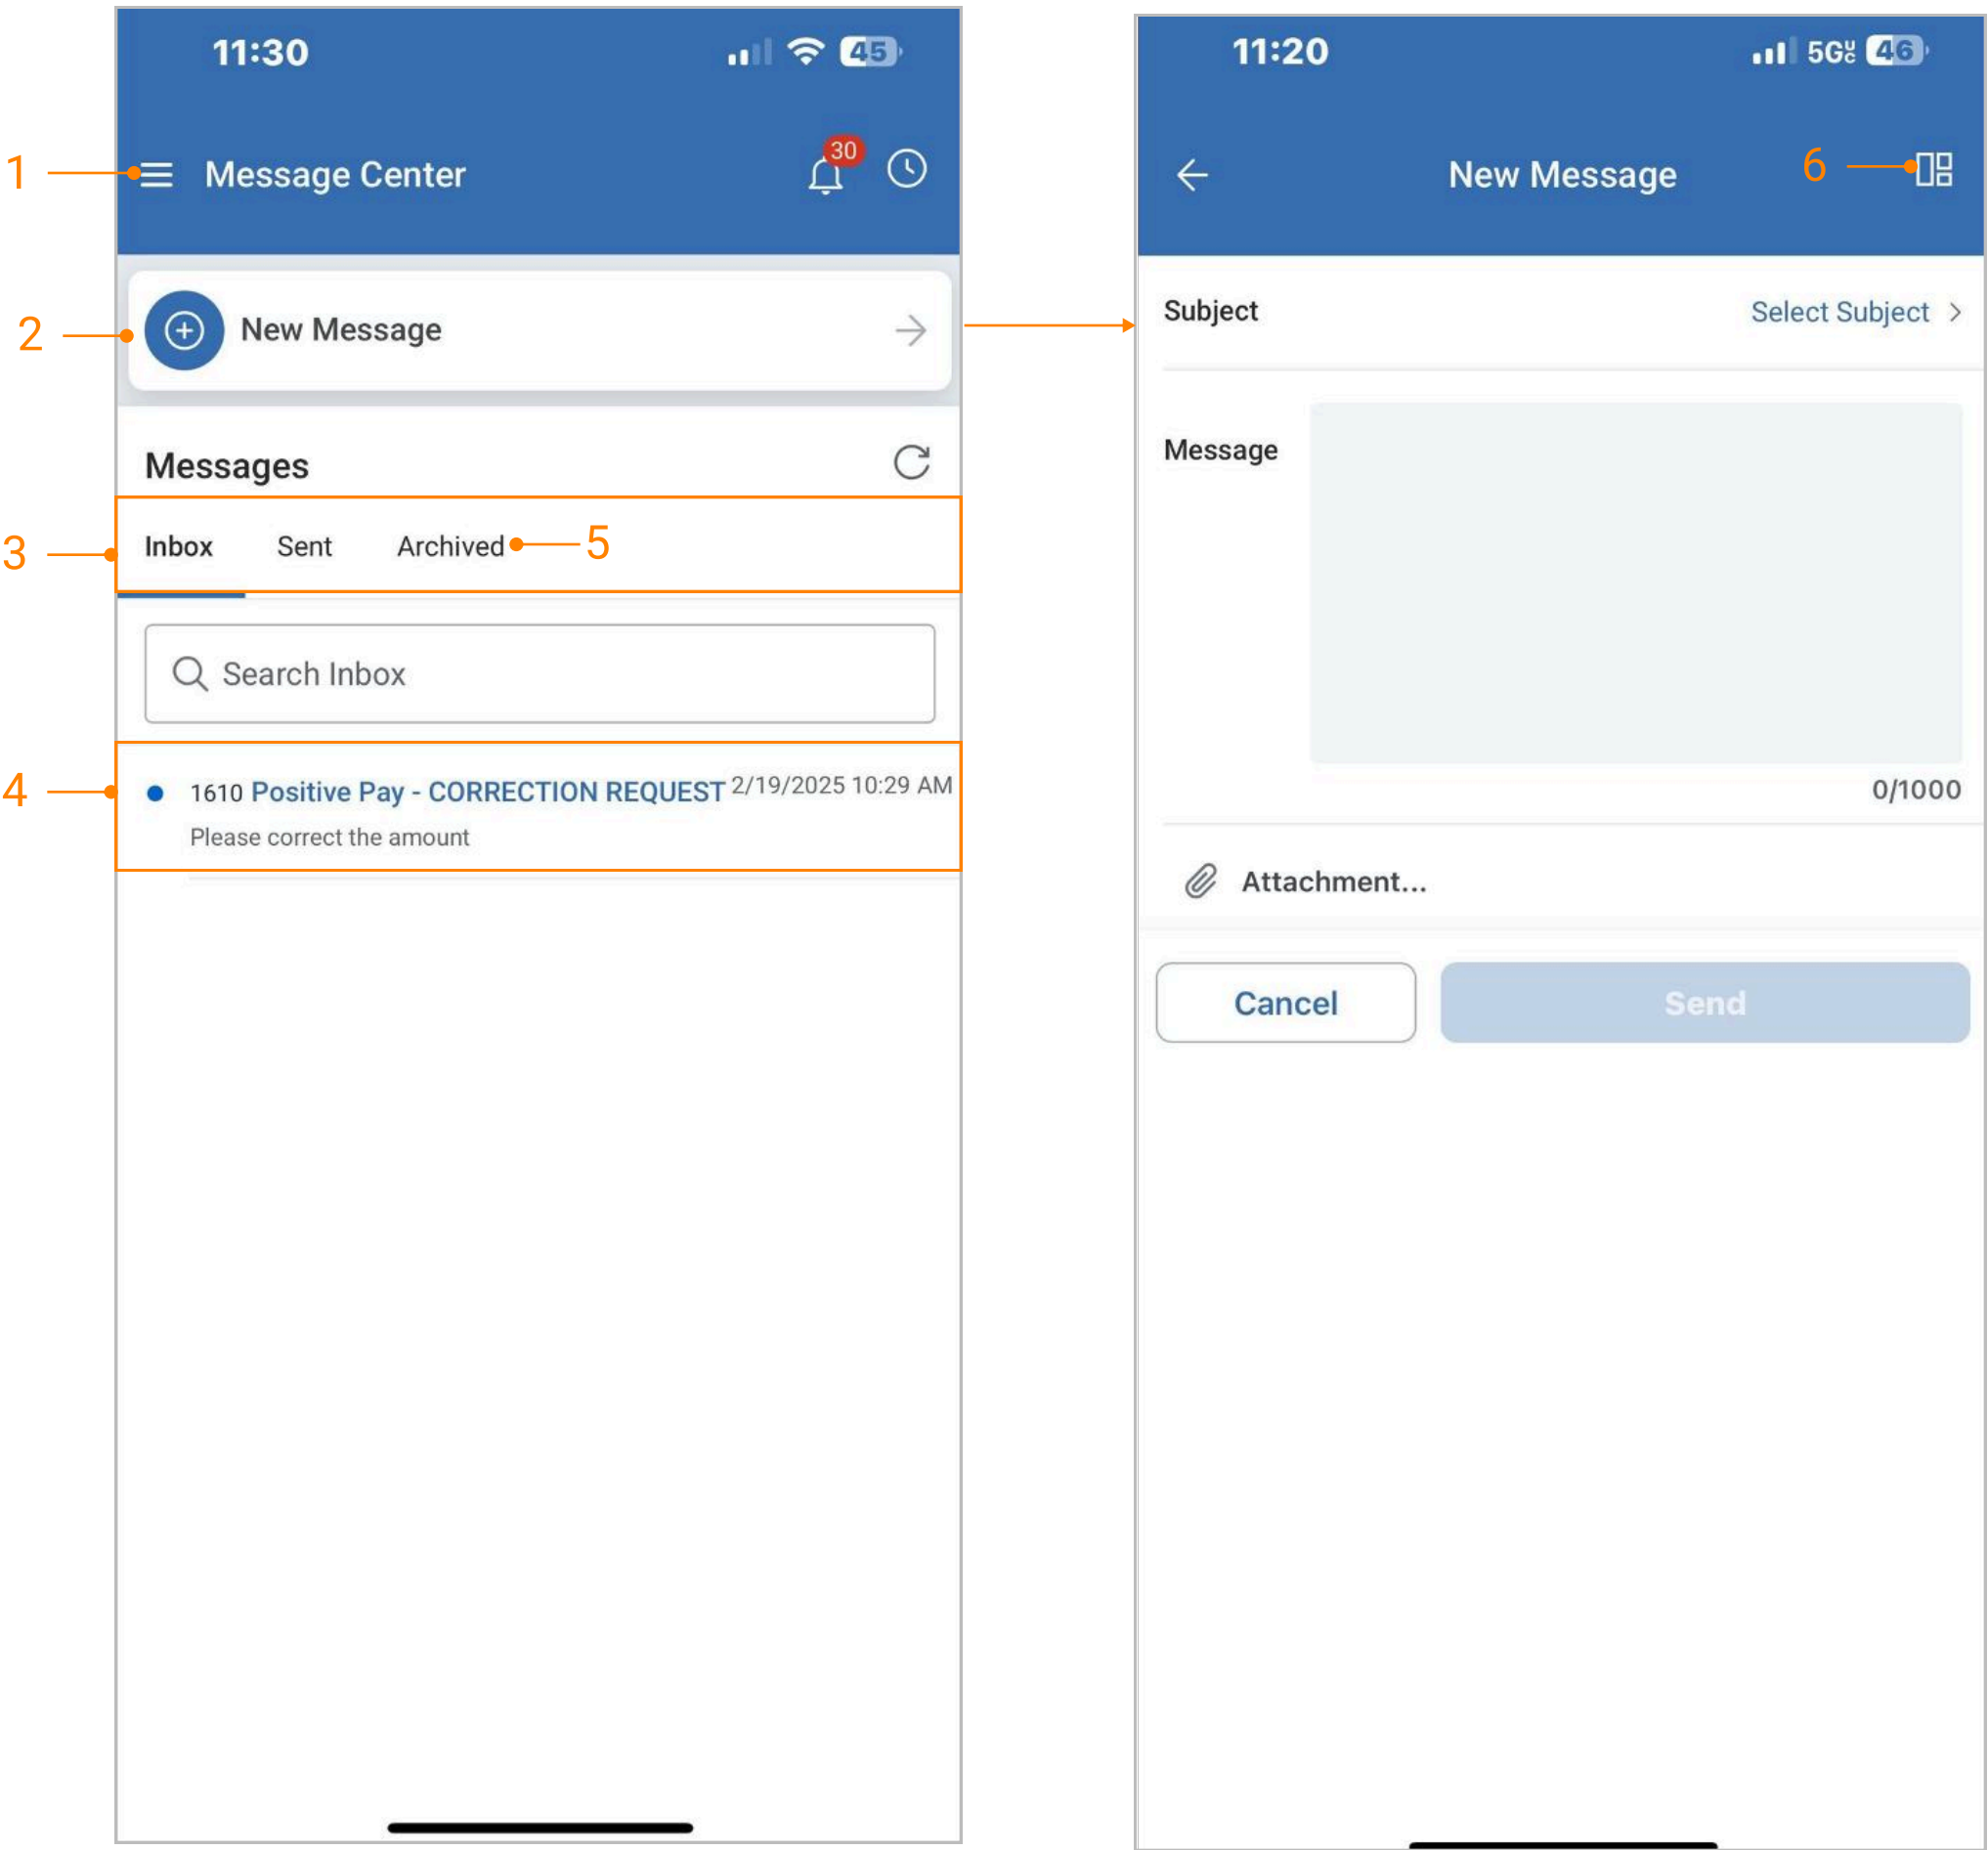 11:30
45
1
Message Center
30
2
New Message
Messages
3
Inbox Sent Archived
5
Search Inbox
4
1610 Positive Pay - CORRECTION REQUEST 2/19/2025 10:29 AM
Please correct the amount
11:20
5GUC 46
New Message
6
Subject
Select Subject
Message
0/1000
Attachment...
Cancel
Send